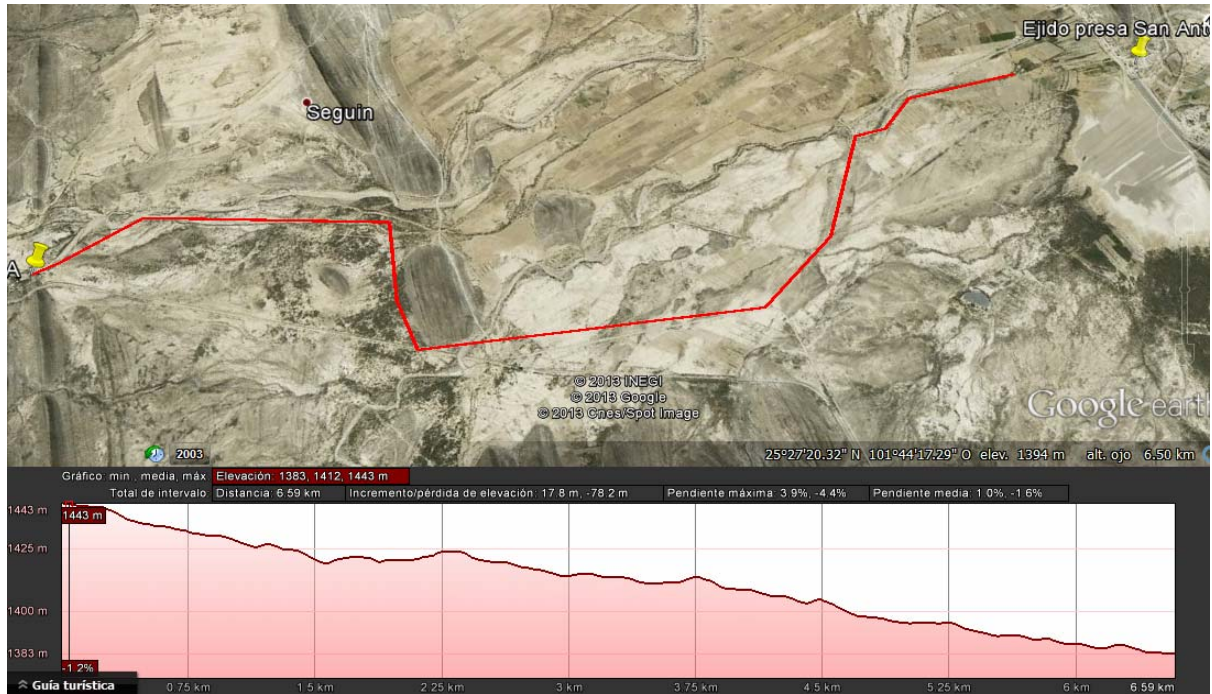 Ejido presa San Ant
Seguin
A
© 2013 INEGI
© 2013 Google
© 2013 Cnes/Spot Image
Google earth
2003
25°27'20.32" N 101°44'17.29" O elev. 1394 m alt. ojo 6.50 km
Gráfico: min., media, máx. Elevación: 1383, 1412, 1443 m
Total de intervalo: Distancia: 6.59 km Incremento/pérdida de elevación: 17.8 m, -78.2 m Pendiente máxima: 3.9%, -4.4% Pendiente media: 1.0%, -1.6%
1443 m
1443 m
1425 m
1400 m
1383 m
-1.2%
Guía turística
0.75 km 1.5 km 2.25 km 3 km 3.75 km 4.5 km 5.25 km 6 km 6.59 km